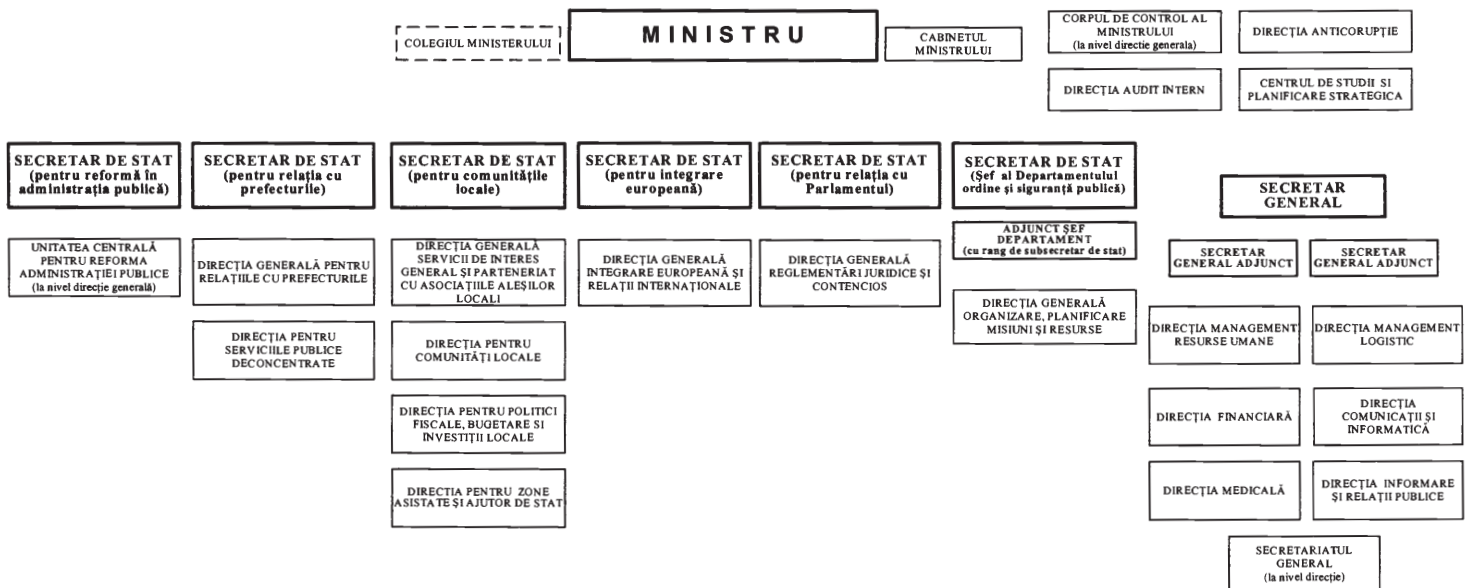 COLEGIUL MINISTERULUI
MINISTRU
CABINETUL
MINISTRULUI
CORPUL DE CONTROL AL
MINISTRULUI
(la nivel directie generala)
DIRECȚIA ANTICORUPȚIE
DIRECȚIA AUDIT INTERN
CENTRUL DE STUDII SI
PLANIFICARE STRATEGICA
SECRETAR DE STAT
(pentru reformă în
administrația publică)
SECRETAR DE STAT
(pentru relația cu
prefecturile)
SECRETAR DE STAT
(pentru comunitățile
locale)
SECRETAR DE STAT
(pentru integrare
europeană)
SECRETAR DE STAT
(pentru relația cu
Parlamentul)
SECRETAR DE STAT
(Șef al Departamentului
ordine și siguranță publică)
SECRETAR
GENERAL
UNITATEA CENTRALĂ
PENTRU REFORMA
ADMINISTRAȚIEI PUBLICE
(la nivel direcție generală)
DIRECȚIA GENERALĂ PENTRU
RELAȚIILE CU PREFECTURILE
DIRECȚIA PENTRU
SERVICIILE PUBLICE
DECONCENTRATE
DIRECȚIA GENERALĂ
SERVICII DE INTERES
GENERAL ȘI PARTENERIAT
CU ASOCIAȚIILE ALEȘILOR
LOCALI
DIRECȚIA PENTRU
COMUNITĂȚI LOCALE
DIRECȚIA PENTRU POLITICI
FISCALE, BUGETARE SI
INVESTIȚII LOCALE
DIRECTIA PENTRU ZONE
ASISTATE ȘI AJUTOR DE STAT
DIRECȚIA GENERALĂ
INTEGRARE EUROPEANĂ ȘI
RELAȚII INTERNAȚIONALE
DIRECȚIA GENERALĂ
REGLEMENTĂRI JURIDICE ȘI
CONTENCIOS
ADJUNCT ȘEF
DEPARTAMENT
(cu rang de subsecretar de stat)
DIRECȚIA GENERALĂ
ORGANIZARE, PLANIFICARE
MISIUNI ȘI RESURSE
SECRETAR
GENERAL ADJUNCT
SECRETAR
GENERAL ADJUNCT
DIRECȚIA MANAGEMENT
RESURSE UMANE
DIRECȚIA MANAGEMENT
LOGISTIC
DIRECȚIA FINANCIARĂ
DIRECȚIA
COMUNICAȚII ȘI
INFORMATICĂ
DIRECȚIA MEDICALĂ
DIRECȚIA INFORMARE
ȘI RELAȚII PUBLICE
SECRETARIATUL
GENERAL
(la nivel direcție)